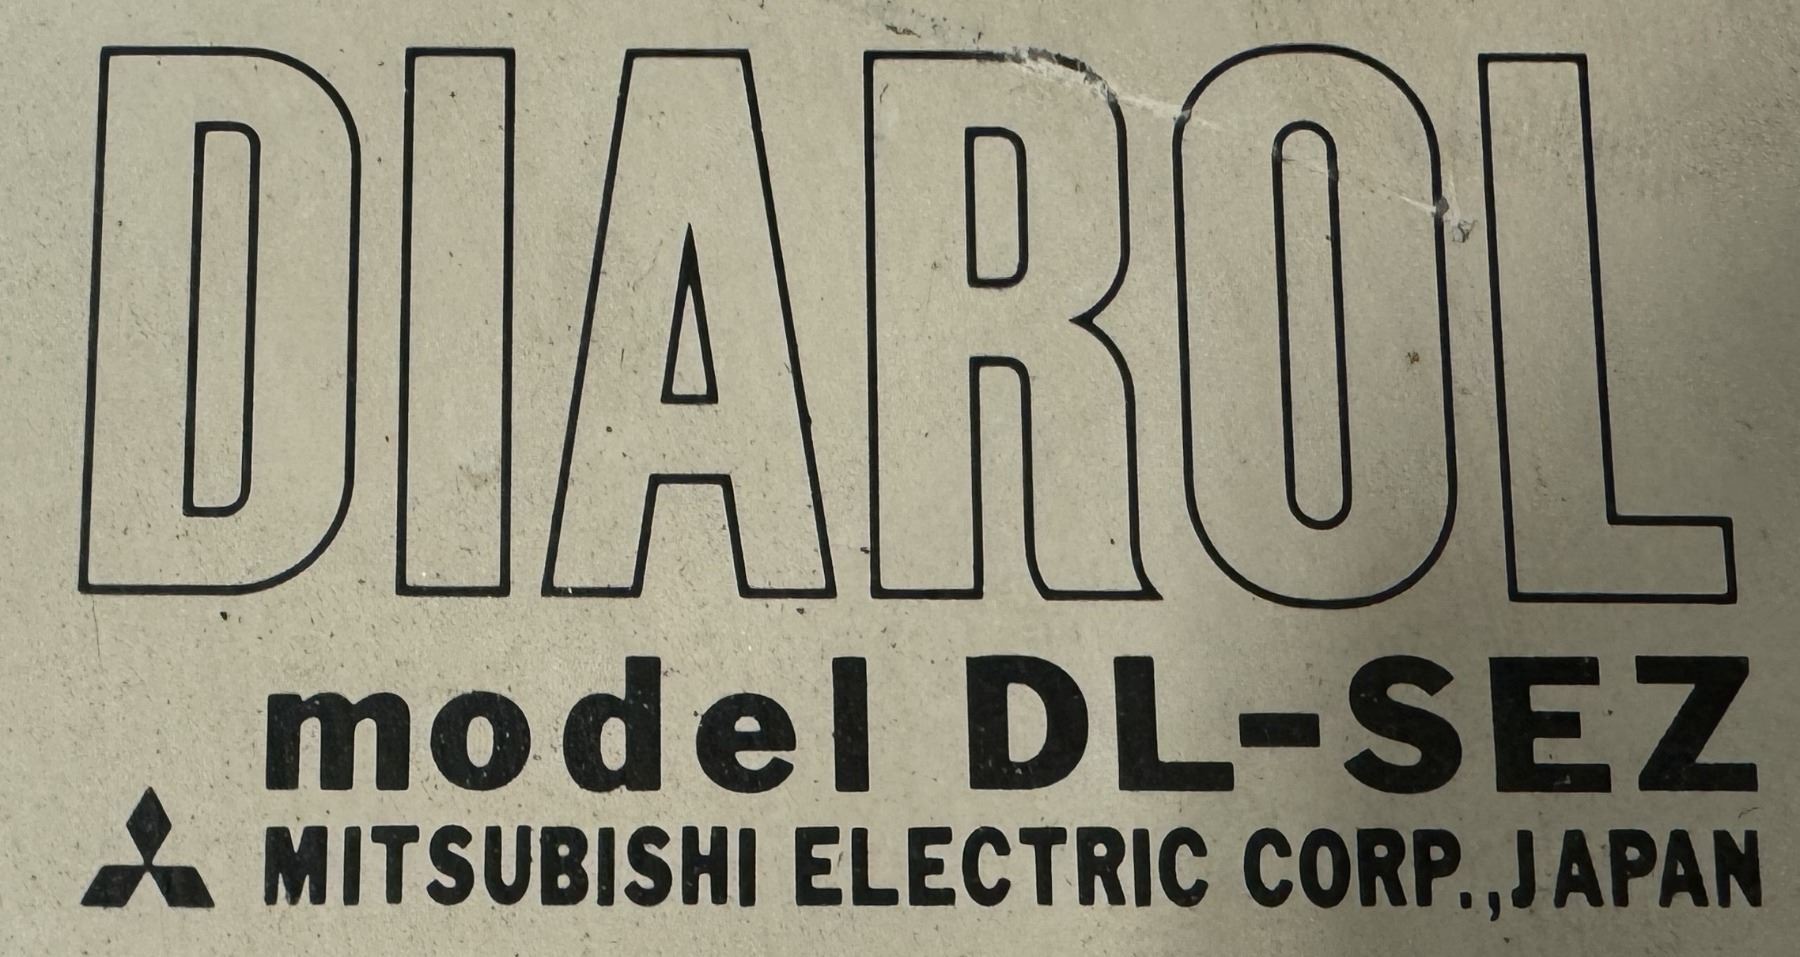 DIAROL
model DL-SEZ
MITSUBISHI ELECTRIC CORP.,JAPAN